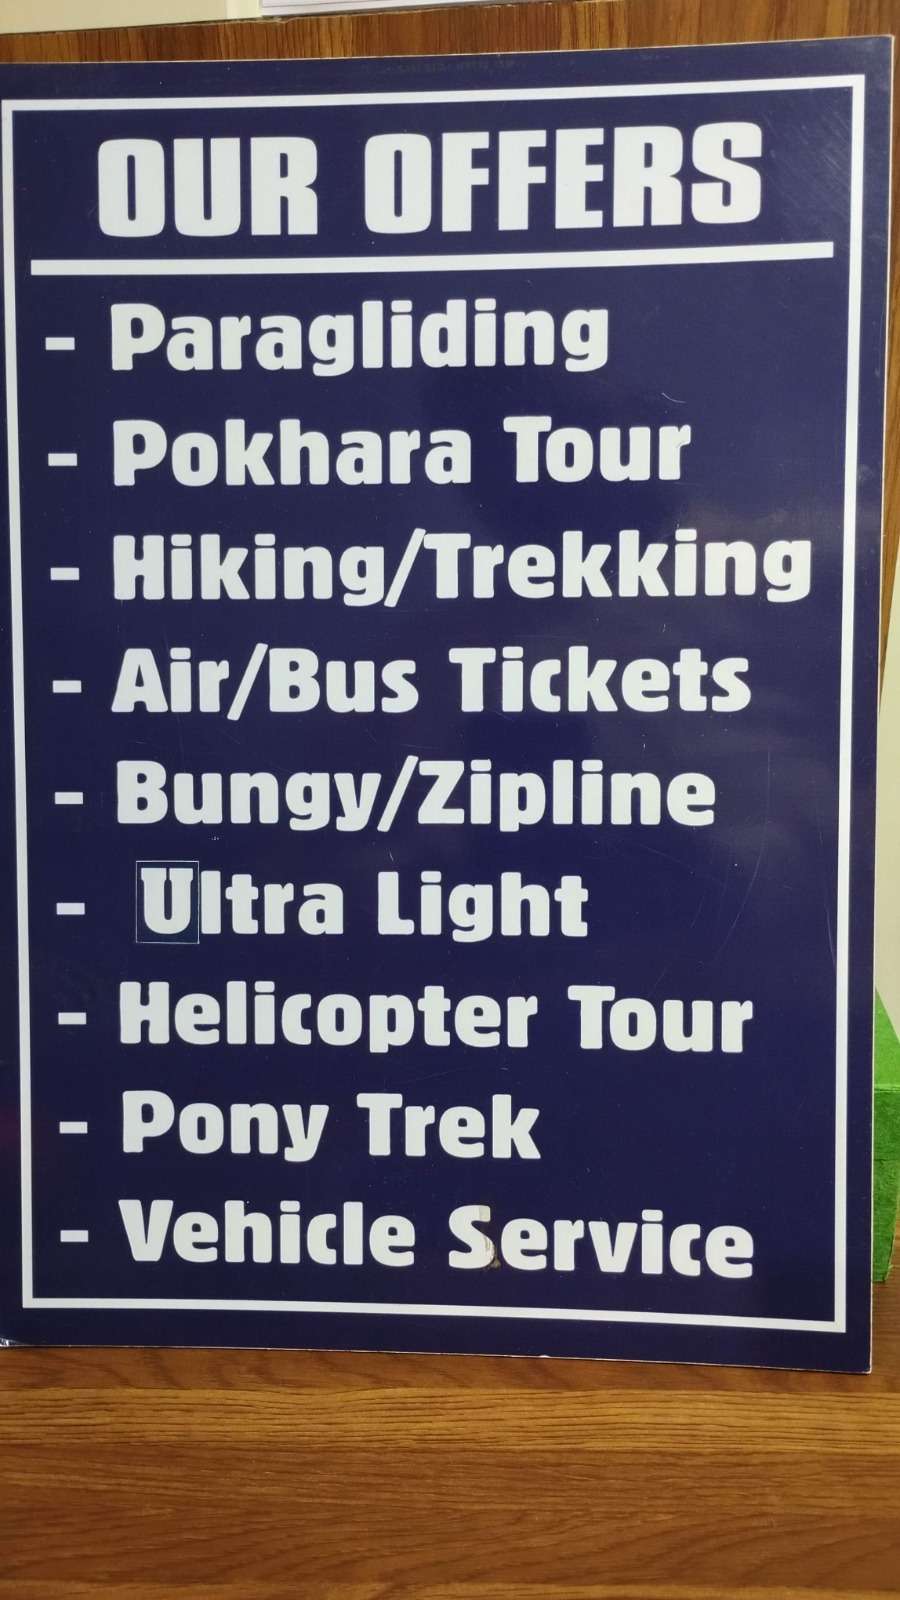 OUR OFFERS
- Paragliding
- Pokhara Tour
- Hiking/Trekking
- Air/Bus Tickets
- Bungy/Zipline
- Ultra Light
- Helicopter Tour
- Pony Trek
- Vehicle Service